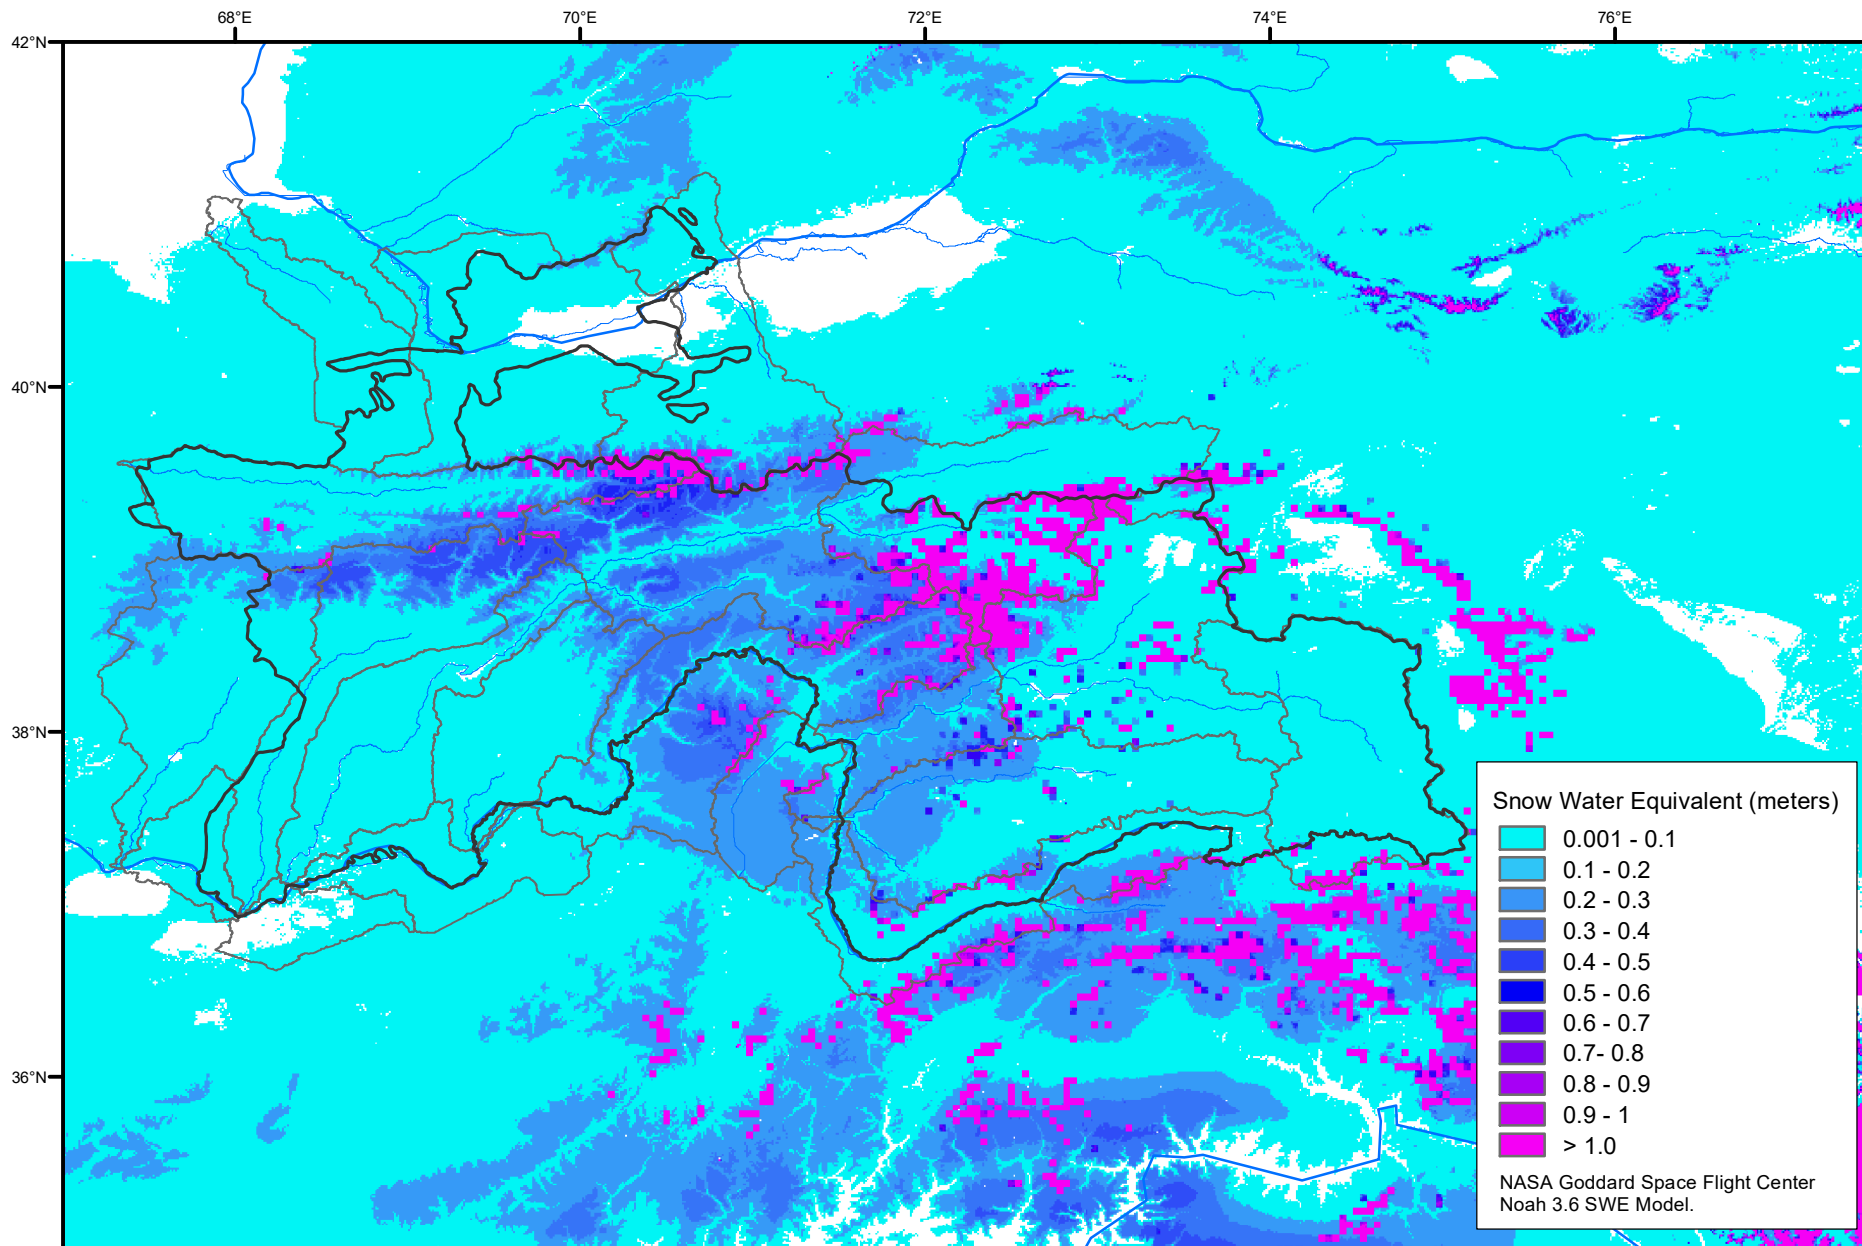 68°E 70°E 72°E 74°E 76°E
42°N
40°N
38°N
36°N
Snow Water Equivalent (meters)
0.001 - 0.1
0.1 - 0.2
0.2 - 0.3
0.3 - 0.4
0.4 - 0.5
0.5 - 0.6
0.6 - 0.7
0.7- 0.8
0.8 - 0.9
0.9 - 1
> 1.0
NASA Goddard Space Flight Center
Noah 3.6 SWE Model.